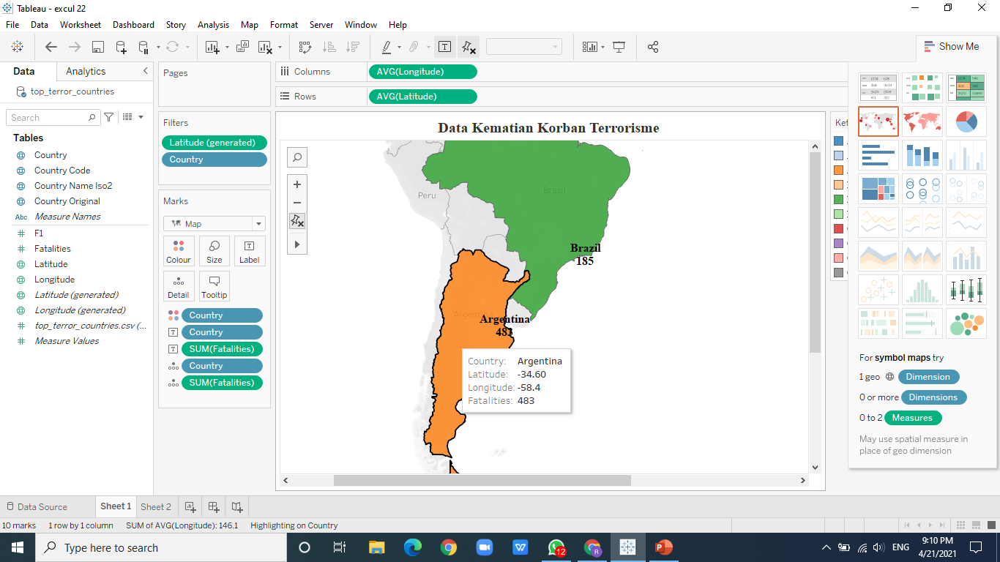 Tableau - excul 22
File Data Worksheet Dashboard Story Analysis Map Format Server Window Help
Show Me
Data Analytics
top_terror_countries
Search
Tables
Country
Country Code
Country Name Iso2
Country Original
Abc Measure Names
F1
Fatalities
Latitude
Longitude
Latitude (generated)
Longitude (generated)
top_terror_countries.csv (...
Measure Values
Pages
Filters
Latitude (generated)
Country
Marks
Map
Colour Size Label
Detail Tooltip
Country
Country
SUM(Fatalities)
Country
SUM(Fatalities)
Columns AVG(Longitude)
Rows AVG(Latitude)
Data Kematian Korban Terrorisme
Peru
Brazil
Brazil
185
Argentina
Argentina
483
Country: Argentina
Latitude: -34.60
Longitude: -58.4
Fatalities: 483
Ket
For symbol maps try
1 geo Dimension
0 or more Dimensions
0 to 2 Measures
May use spatial measure in
place of geo dimension
Data Source Sheet 1 Sheet 2
10 marks 1 row by 1 column SUM of AVG(Longitude): 146.1 Highlighting on Country
Type here to search
12
R
ENG
9:10 PM
4/21/2021